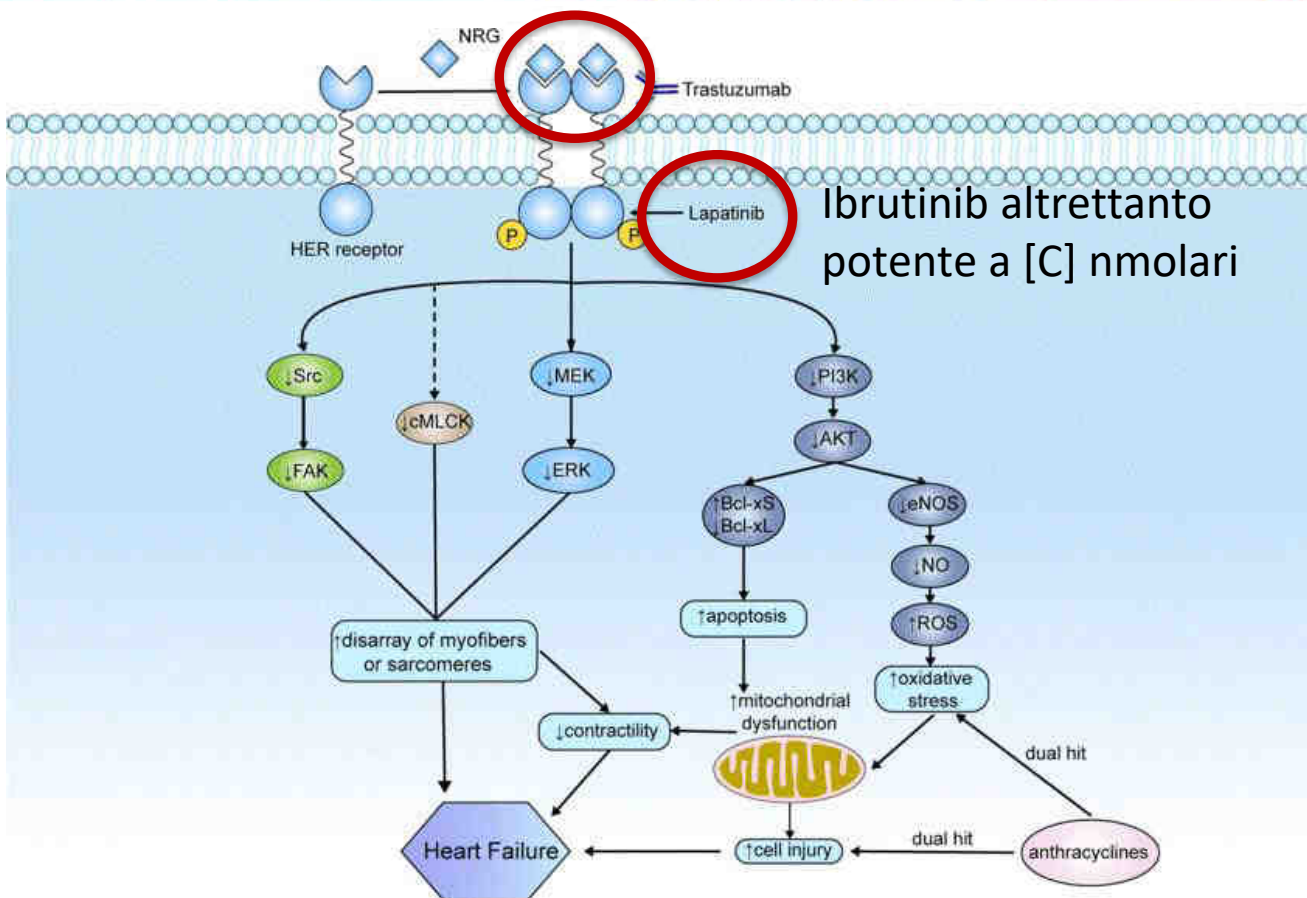 NRG
Trastuzumab
HER receptor
P
P
Lapatinib
Ibrutinib altrettanto
potente a [C] nmolari
↓Src
↓cMLCK
↓MEK
↓PI3K
↓AKT
↓FAK
↓ERK
↑Bcl-xS
↓Bcl-xL
↓eNOS
↓NO
↑ROS
↑apoptosis
↑disarray of myofibers
or sarcomeres
↑oxidative
stress
↑mitochondrial
dysfunction
↓contractility
dual hit
Heart Failure
↑cell injury
dual hit
anthracyclines